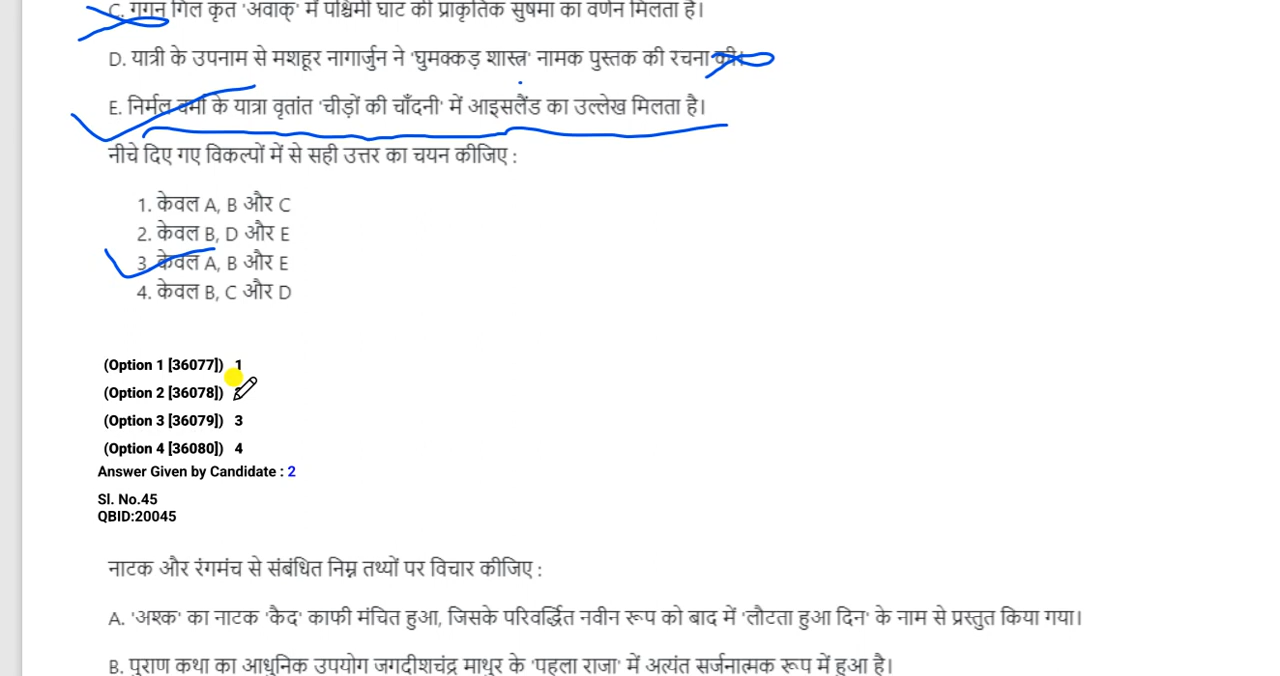 C. गगन गिल कृत 'अवाक्' में पश्चिमी घाट की प्राकृतिक सुषमा का वर्णन मिलता है।
D. यात्री के उपनाम से मशहूर नागार्जुन ने 'घुमक्कड़ शास्त्र' नामक पुस्तक की रचना की।
E. निर्मल वर्मा के यात्रा वृतांत 'चीड़ों की चाँदनी' में आइसलैंड का उल्लेख मिलता है।
नीचे दिए गए विकल्पों में से सही उत्तर का चयन कीजिए :
1. केवल A, B और C
2. केवल B, D और E
3. केवल A, B और E
4. केवल B, C और D
(Option 1 [36077]) 1
(Option 2 [36078])
(Option 3 [36079]) 3
(Option 4 [36080]) 4
Answer Given by Candidate : 2
Sl. No.45
QBID:20045
नाटक और रंगमंच से संबंधित निम्न तथ्यों पर विचार कीजिए :
A. 'अश्क' का नाटक 'कैद' काफी मंचित हुआ, जिसके परिवर्द्धित नवीन रूप को बाद में 'लौटता हुआ दिन' के नाम से प्रस्तुत किया गया।
B. पुराण कथा का आधुनिक उपयोग जगदीशचंद्र माथुर के 'पहला राजा' में अत्यंत सर्जनात्मक रूप में हुआ है।